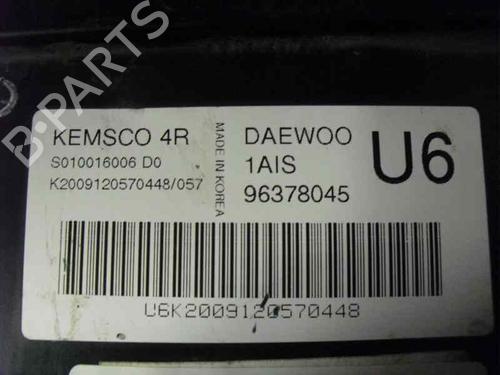 B-PARTS
KEMSCO 4R
S010016006 D0
K2009120570448/057
MADE IN KOREA
DAEWOO
1AIS
96378045
U6
U6K2009120570448